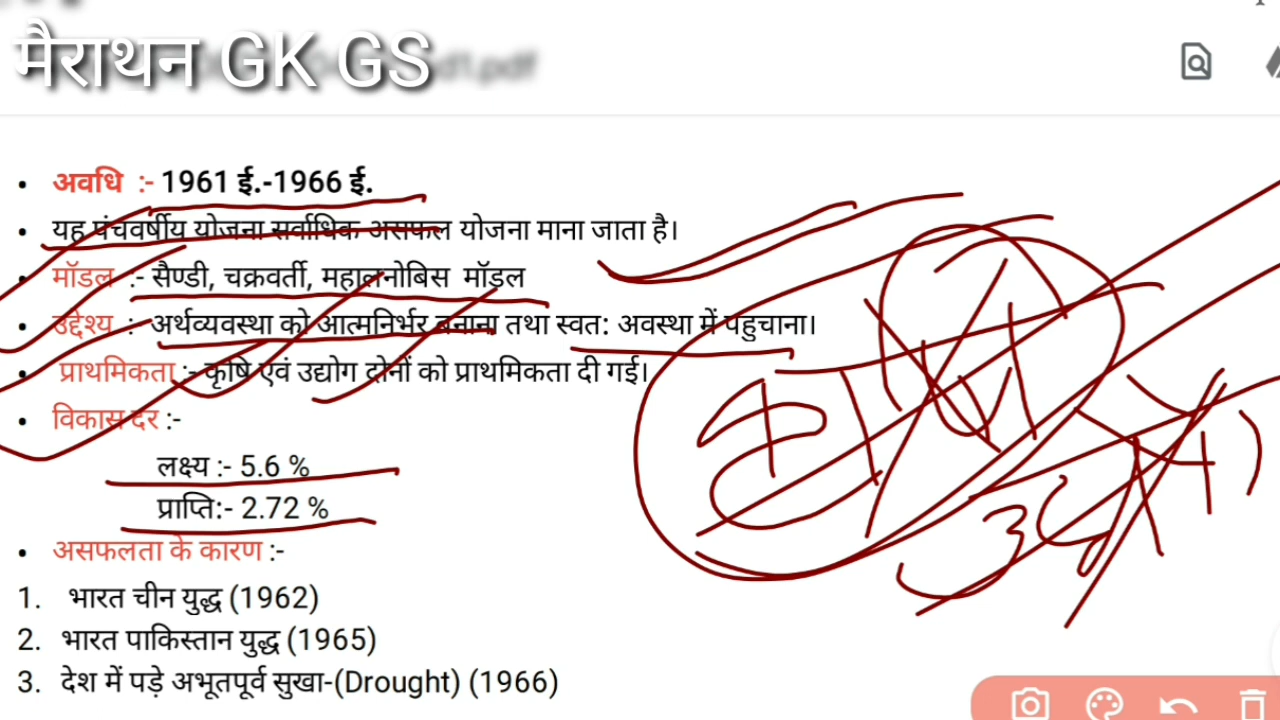 मैराथन GK GS
d1.pdf
• अवधि :- 1961 ई.-1966 ई.
• यह पंचवर्षीय योजना सर्वाधिक असफल योजना माना जाता है।
• मॉडल :- सैण्डी, चक्रवर्ती, महालनोबिस मॉडल
• उद्देश्य :- अर्थव्यवस्था को आत्मनिर्भर बनाना तथा स्वत: अवस्था में पहुचाना।
• प्राथमिकता :- कृषि एवं उद्योग दोनों को प्राथमिकता दी गई।
• विकास दर :-
लक्ष्य :- 5.6 %
प्राप्ति:- 2.72 %
• असफलता के कारण :-
1. भारत चीन युद्ध (1962)
2. भारत पाकिस्तान युद्ध (1965)
3. देश में पड़े अभूतपूर्व सुखा-(Drought) (1966)